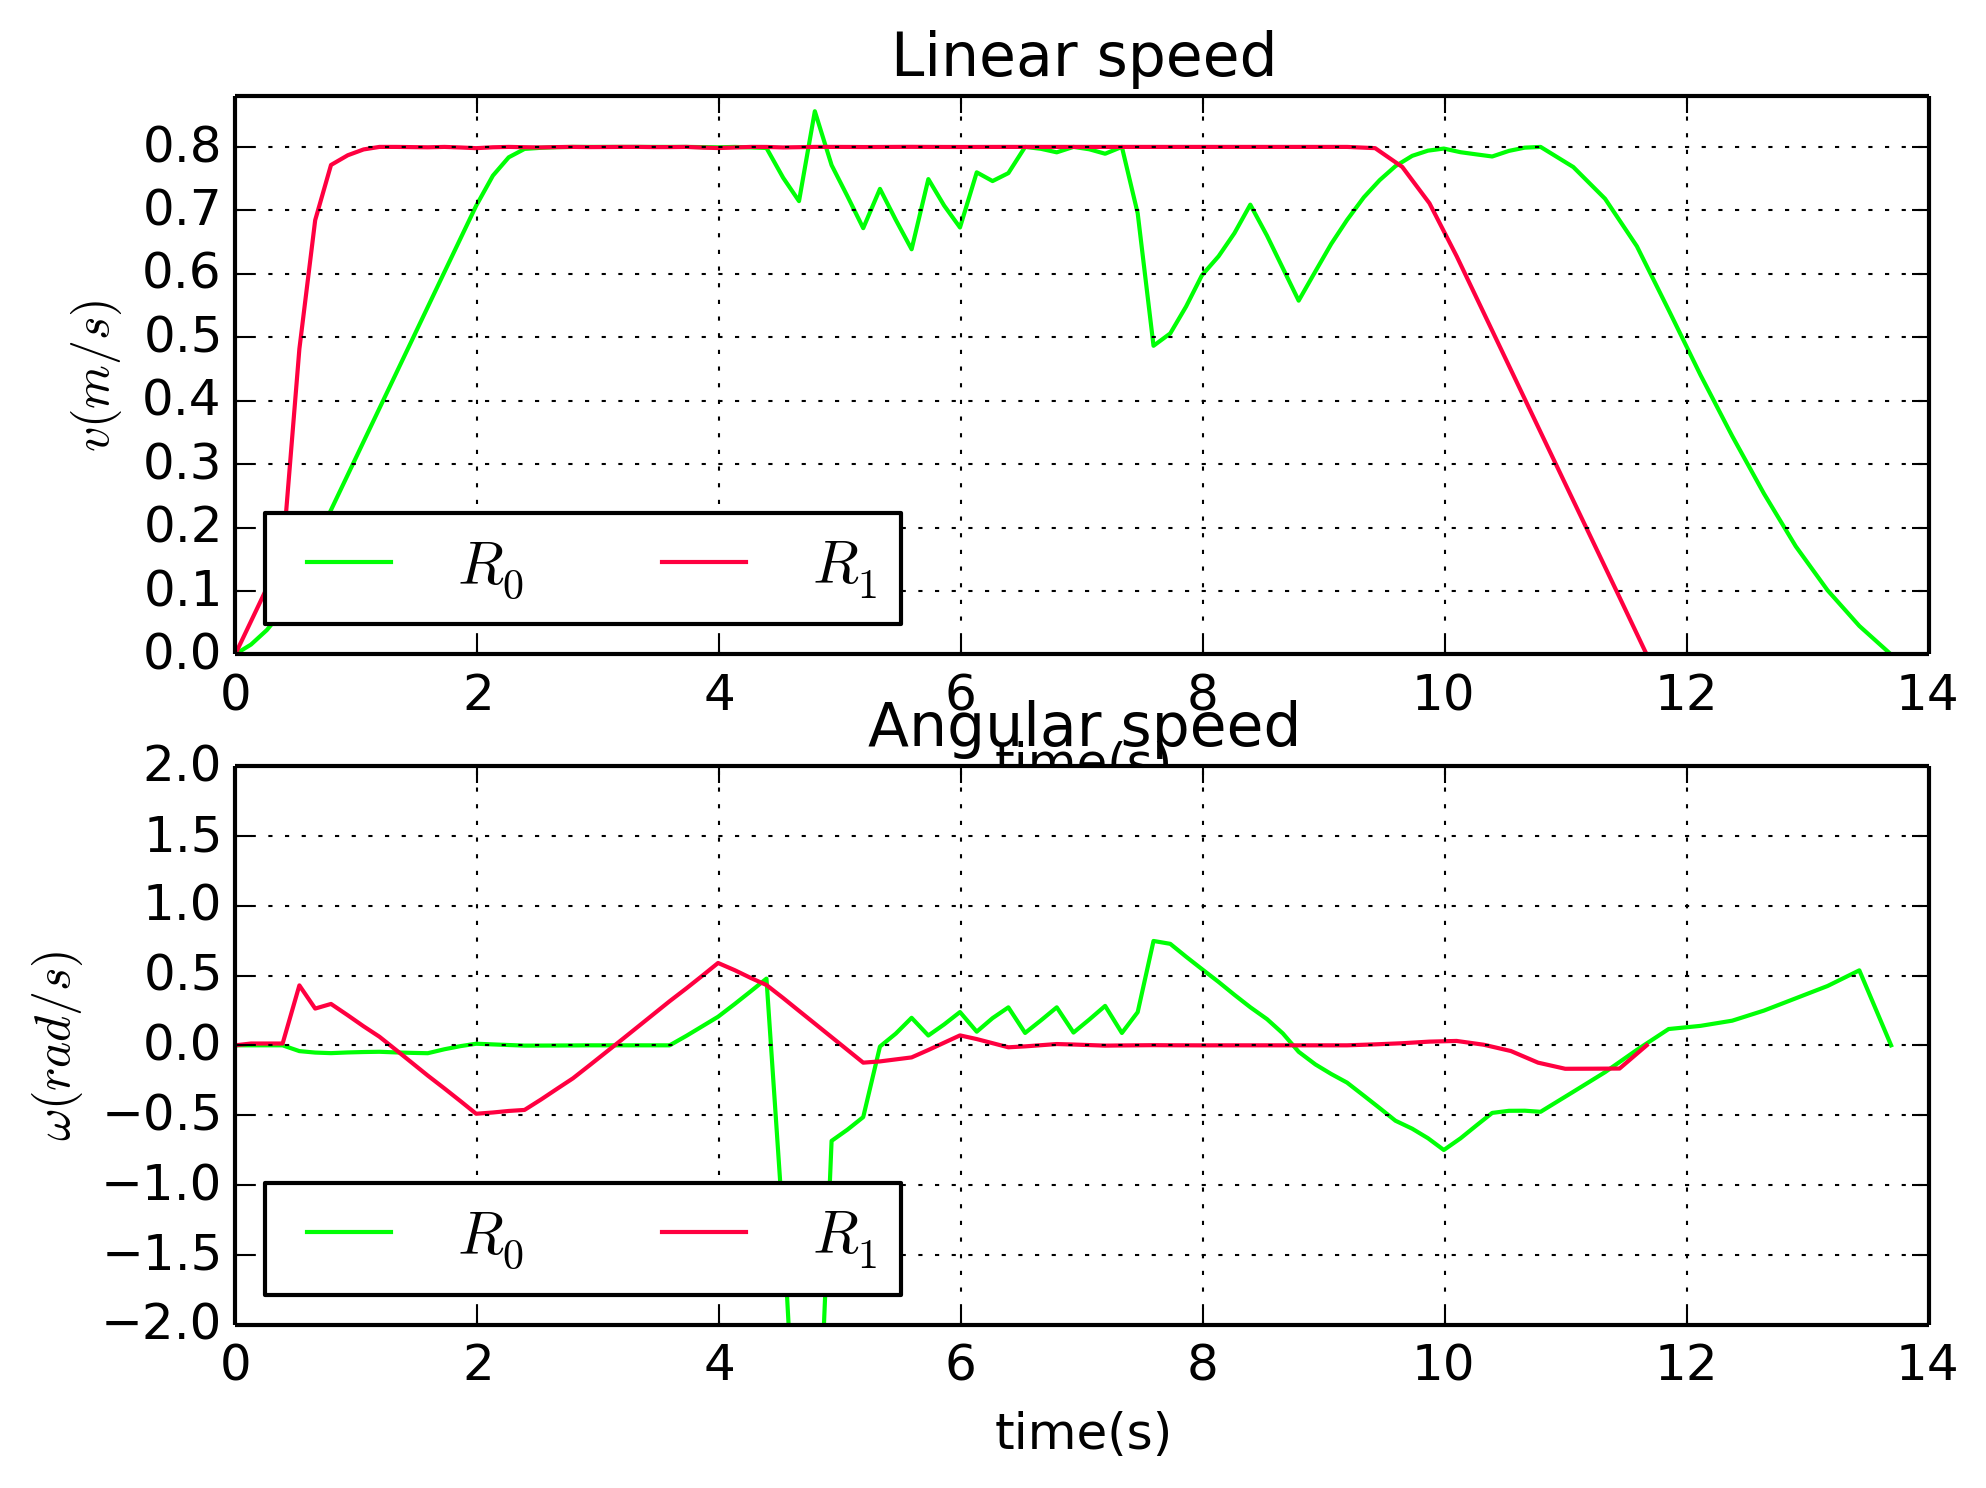 Linear speed
0.8
0.7
0.6
0.5
0.4
0.3
0.2
0.1
0.0
v(m/s)
R0 R1
0 2 4 6 8 10 12 14
time(s)
Angular speed
2.0
1.5
1.0
0.5
0.0
−0.5
−1.0
−1.5
−2.0
ω(rad/s)
R0 R1
0 2 4 6 8 10 12 14
time(s)